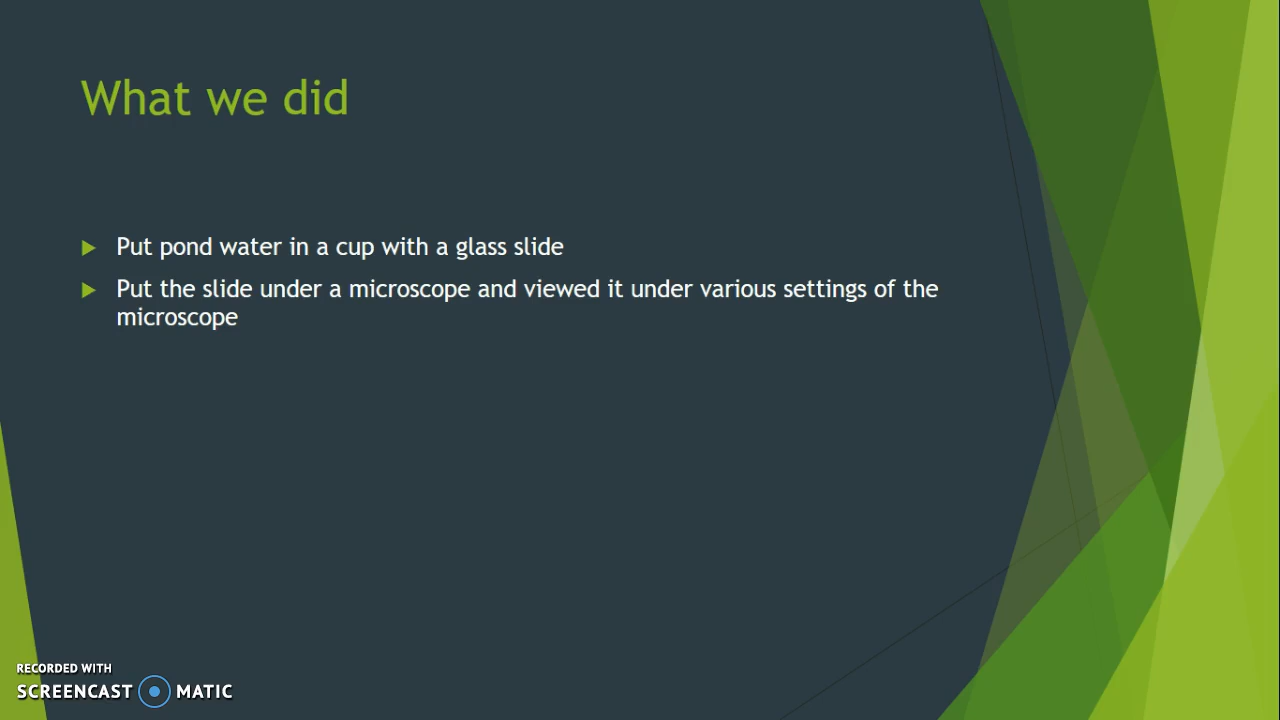 What we did
Put pond water in a cup with a glass slide
Put the slide under a microscope and viewed it under various settings of the
microscope
RECORDED WITH
SCREENCAST MATIC